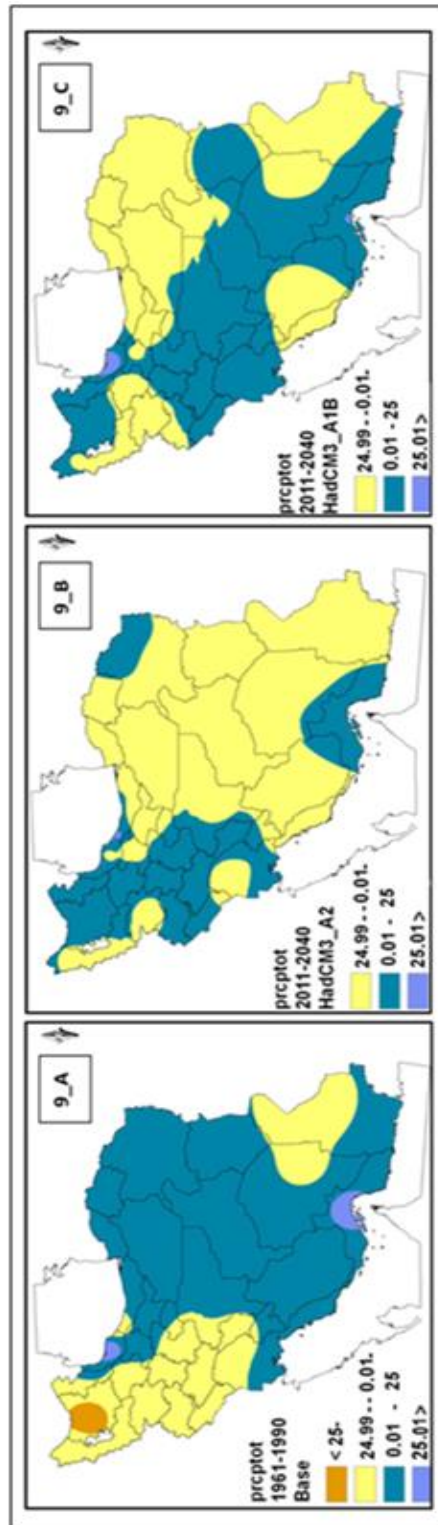 9_A
prcptot
1961-1990
Base
< 25-
24.99 - - 0.01-
0.01 - 25
25.01>
9_B
prcptot
2011-2040
HadCM3_A2
24.99 - - 0.01-
0.01 - 25
25.01>
9_C
prcptot
2011-2040
HadCM3_A1B
24.99 - - 0.01-
0.01 - 25
25.01>